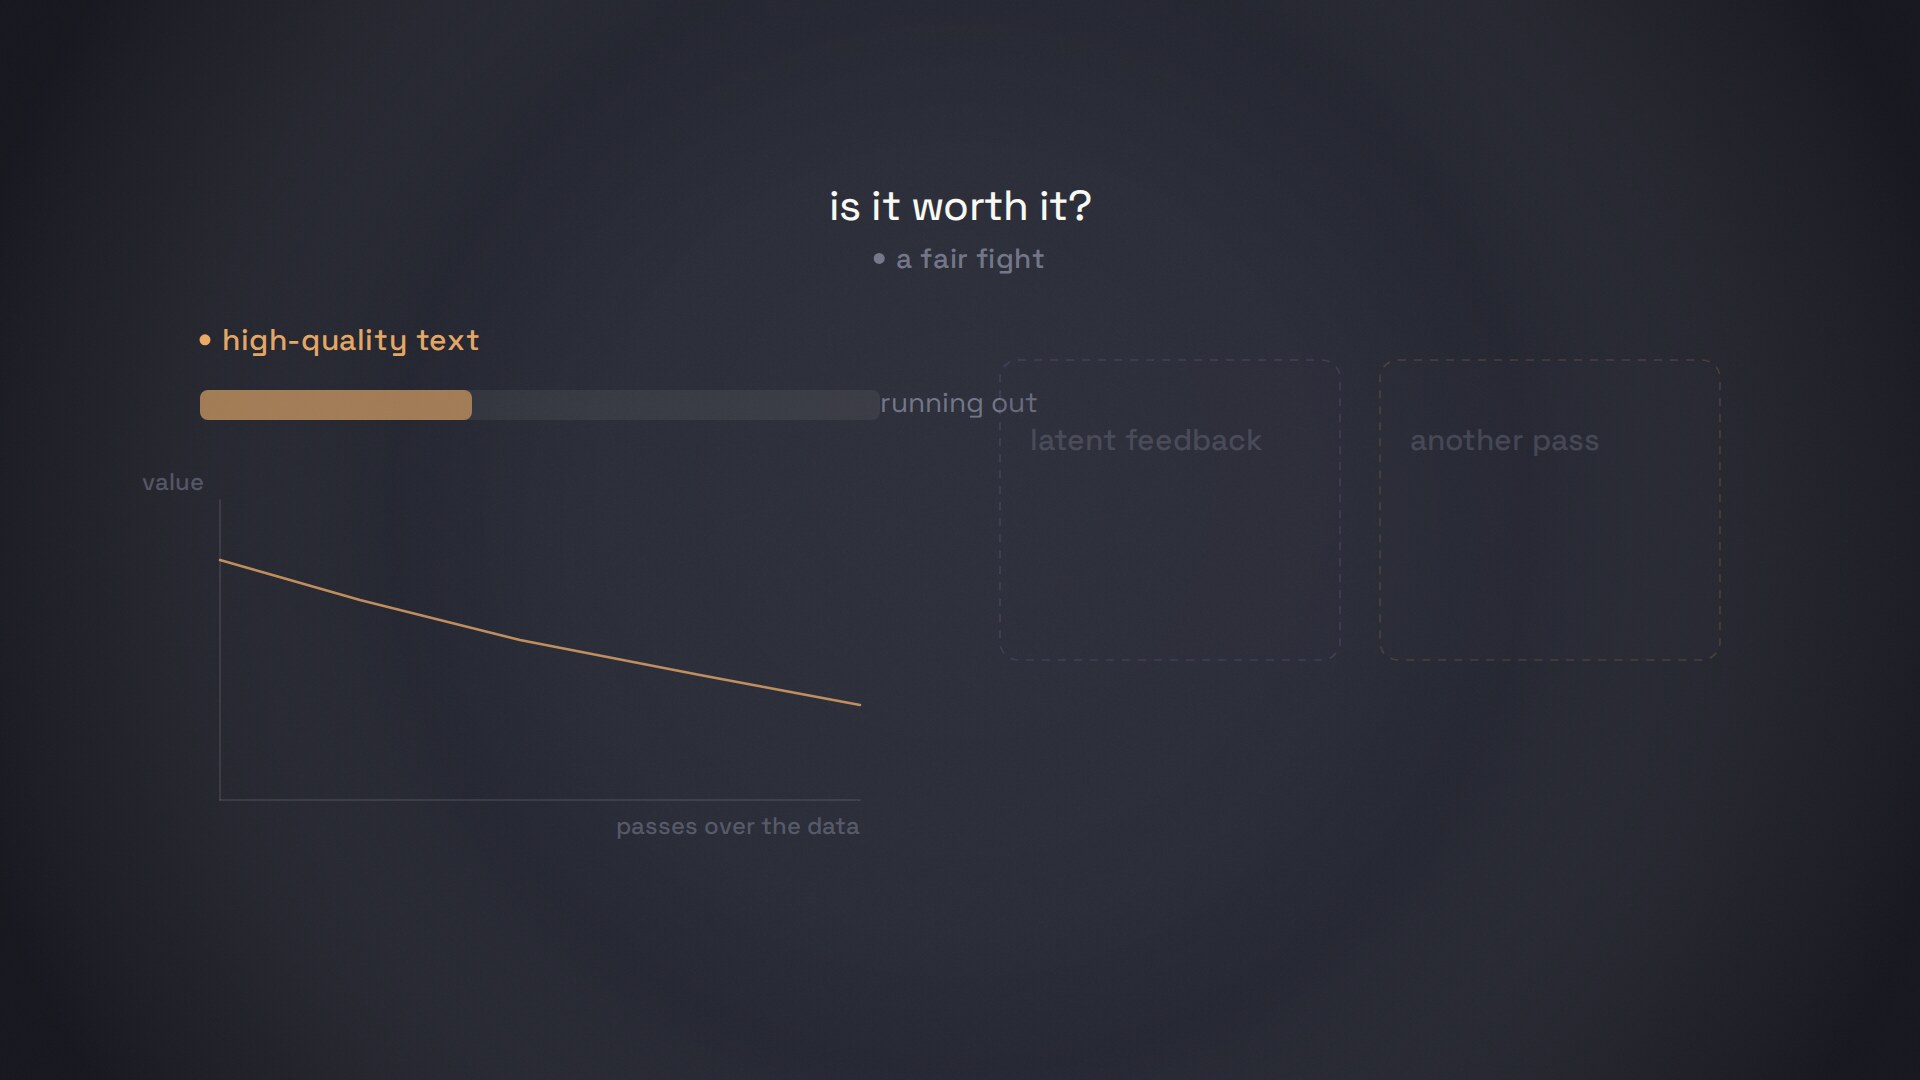 is it worth it?
a fair fight
high-quality text
running out
latent feedback
another pass
value
passes over the data